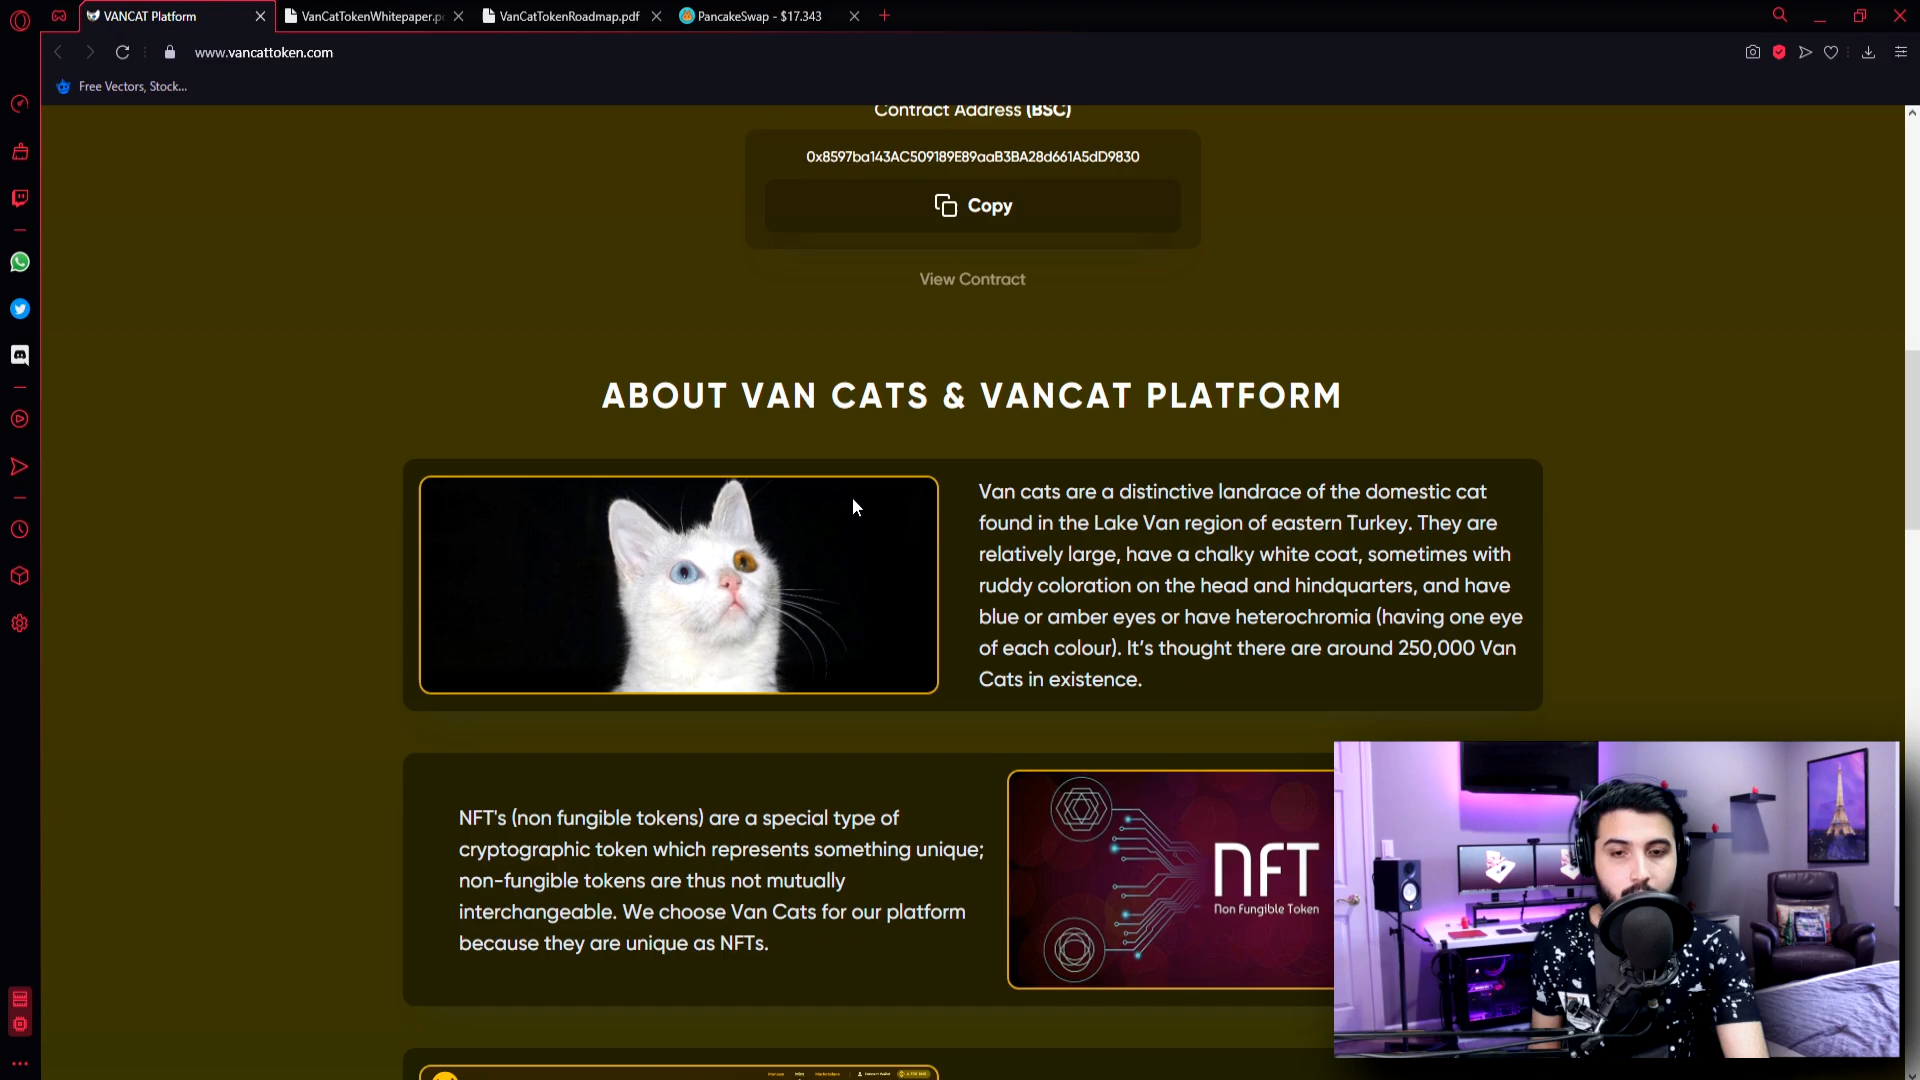 VANCAT Platform
VanCatTokenWhitepaper.p
VanCatTokenRoadmap.pdf
PancakeSwap - $17.343
www.vancattoken.com
Free Vectors, Stock...
Contract Address (BSC)
0x8597ba143AC509189E89aaB3BA28d661A5dD9830
Copy
View Contract
ABOUT VAN CATS & VANCAT PLATFORM
Van cats are a distinctive landrace of the domestic cat
found in the Lake Van region of eastern Turkey. They are
relatively large, have a chalky white coat, sometimes with
ruddy coloration on the head and hindquarters, and have
blue or amber eyes or have heterochromia (having one eye
of each colour). It's thought there are around 250,000 Van
Cats in existence.
NFT's (non fungible tokens) are a special type of
cryptographic token which represents something unique;
non-fungible tokens are thus not mutually
interchangeable. We choose Van Cats for our platform
because they are unique as NFTs.
NFT
Non Fungible Token